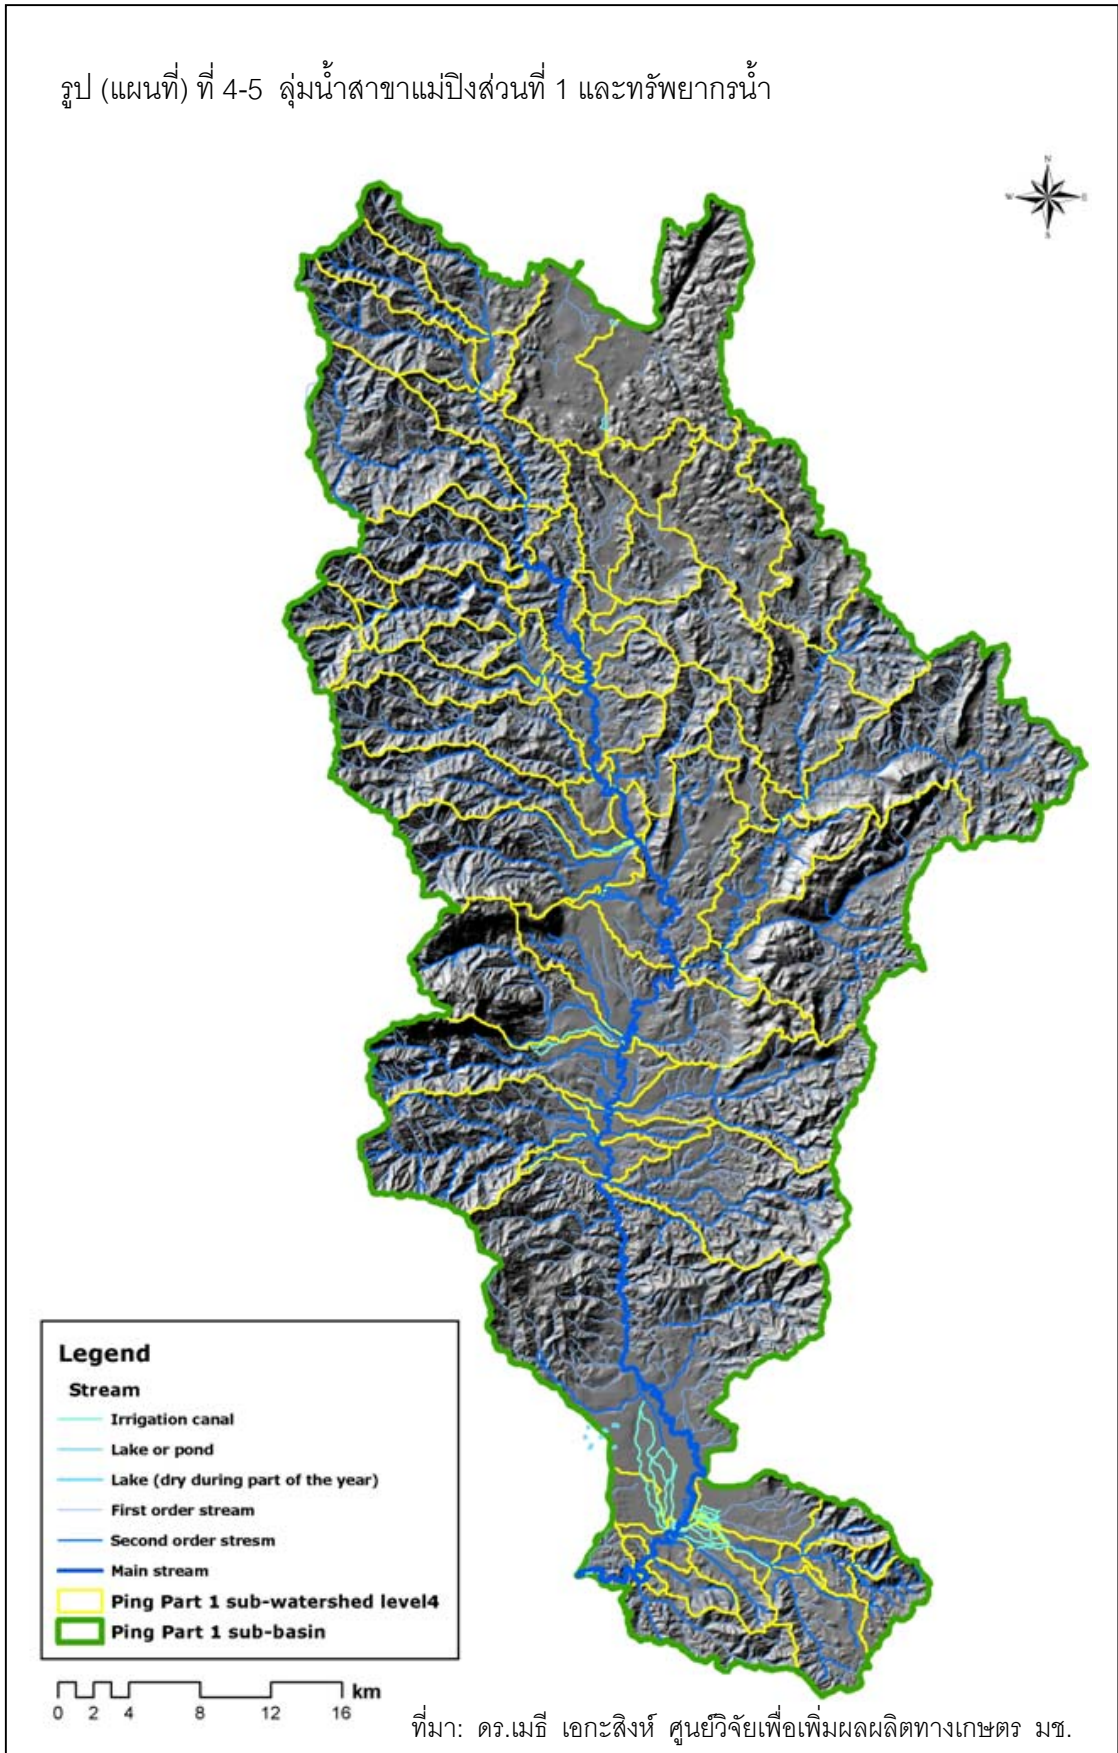 รูป (แผนที่) ที่ 4-5 ลุ่มน้ำสาขาแม่ปิงส่วนที่ 1 และทรัพยากรน้ำ
N
W
E
S
Legend
Stream
Irrigation canal
Lake or pond
Lake (dry during part of the year)
First order stream
Second order stresm
Main stream
Ping Part 1 sub-watershed level4
Ping Part 1 sub-basin
km
0 2 4 8 12 16
ที่มา: ดร.เมธี เอกะสิงห์ ศูนย์วิจัยเพื่อเพิ่มผลผลิตทางเกษตร มช.